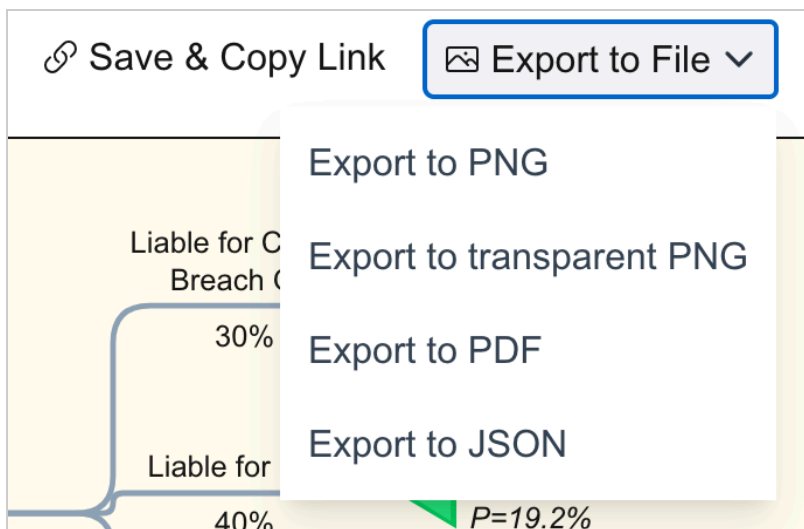 Save & Copy Link
Export to File
Export to PNG
Export to transparent PNG
Export to PDF
Export to JSON
Liable for C
Breach
30%
Liable for
40%
P=19.2%